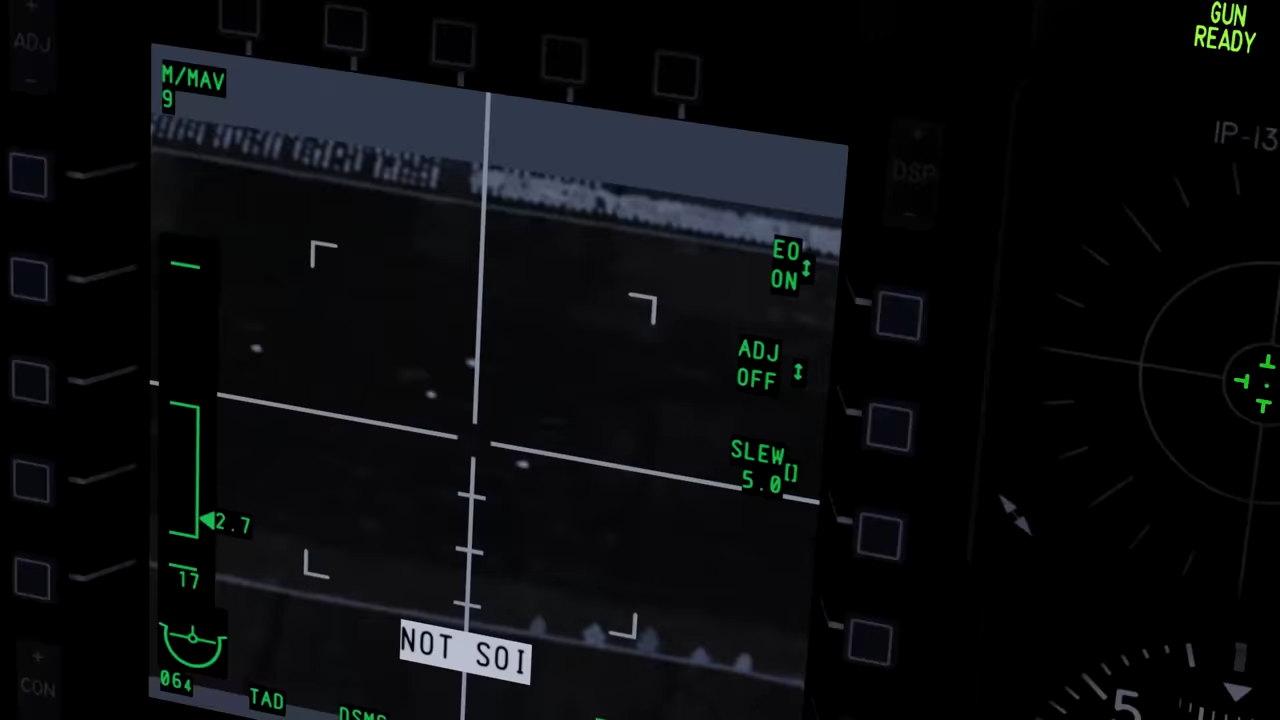 GUN
READY
ADJ
M/MAV
9
IP-13
DSP
EO
ON
ADJ
OFF
SLEW
5.0
2.7
17
NOT SOI
CON
064
TAD
DSMS
5